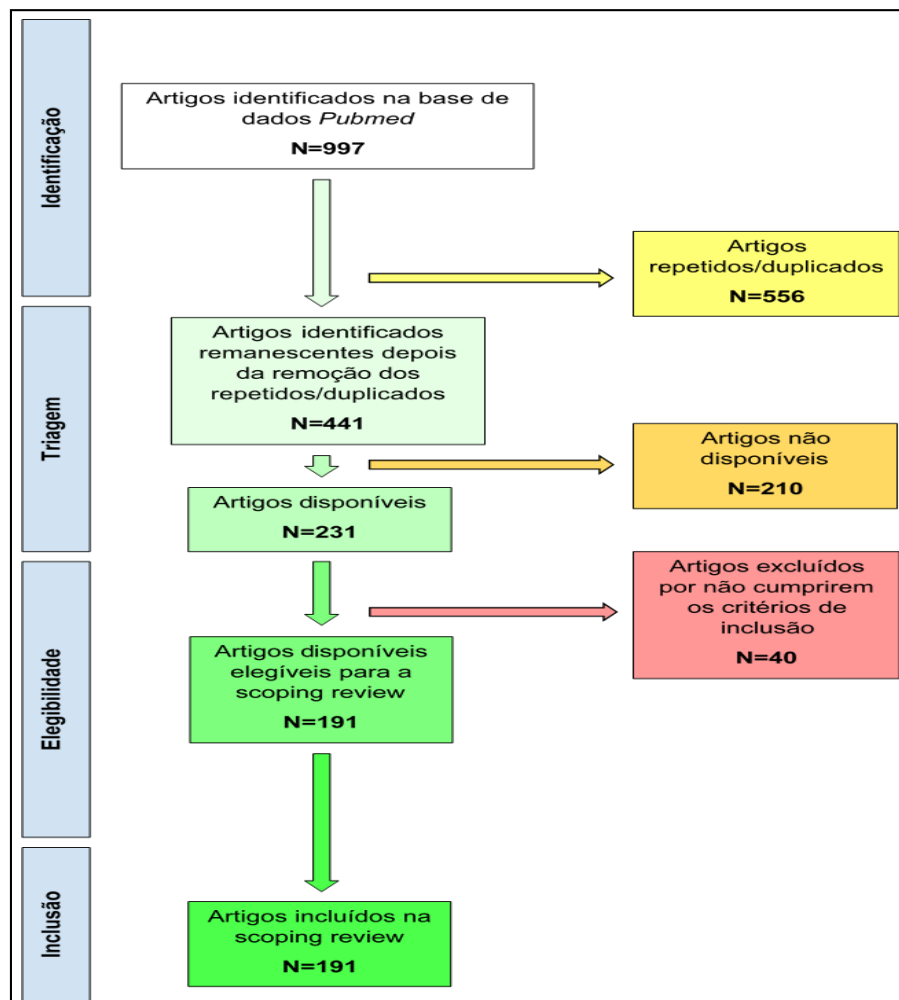 Identificação
Artigos identificados na base de
dados Pubmed
N=997
Artigos
repetidos/duplicados
N=556
Triagem
Artigos identificados
remanescentes depois
da remoção dos
repetidos/duplicados
N=441
Artigos não
disponíveis
N=210
Artigos disponíveis
N=231
Elegibilidade
Artigos excluídos
por não cumprirem
os critérios de
inclusão
N=40
Artigos disponíveis
elegíveis para a
scoping review
N=191
Inclusão
Artigos incluídos na
scoping review
N=191